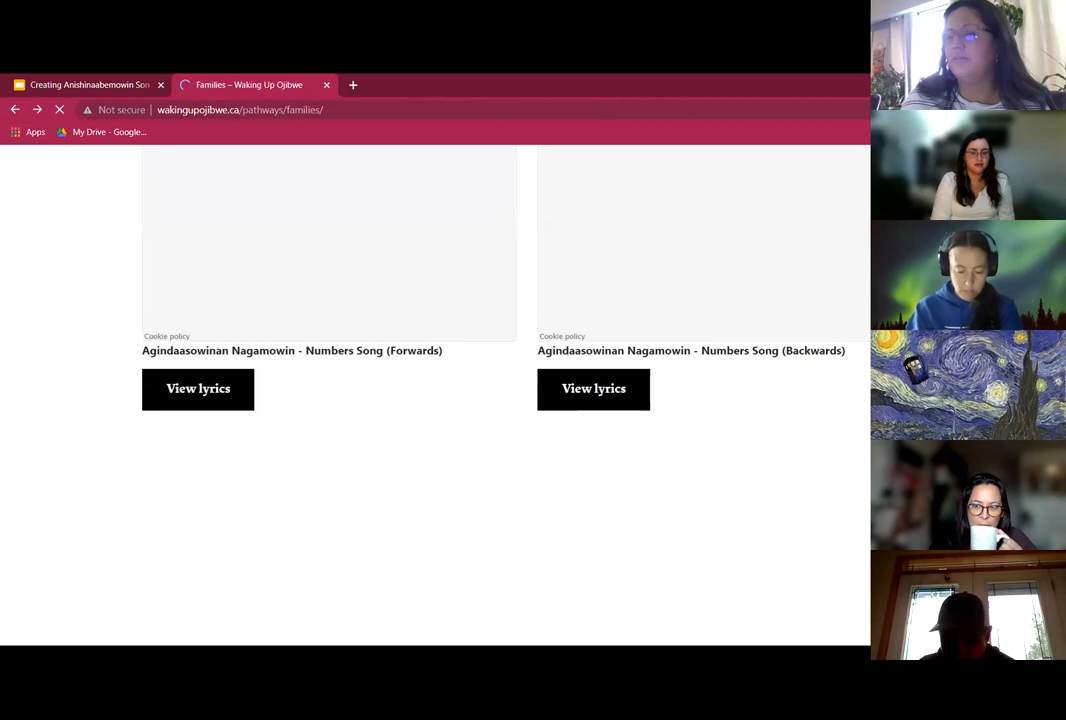 Creating Anishinaabemowin Son
Families – Waking Up Ojibwe
Not secure
wakingupojibwe.ca/pathways/families/
Apps
My Drive - Google...
Cookie policy
Cookie policy
Agindaasowinan Nagamowin - Numbers Song (Forwards)
Agindaasowinan Nagamowin - Numbers Song (Backwards)
View lyrics
View lyrics